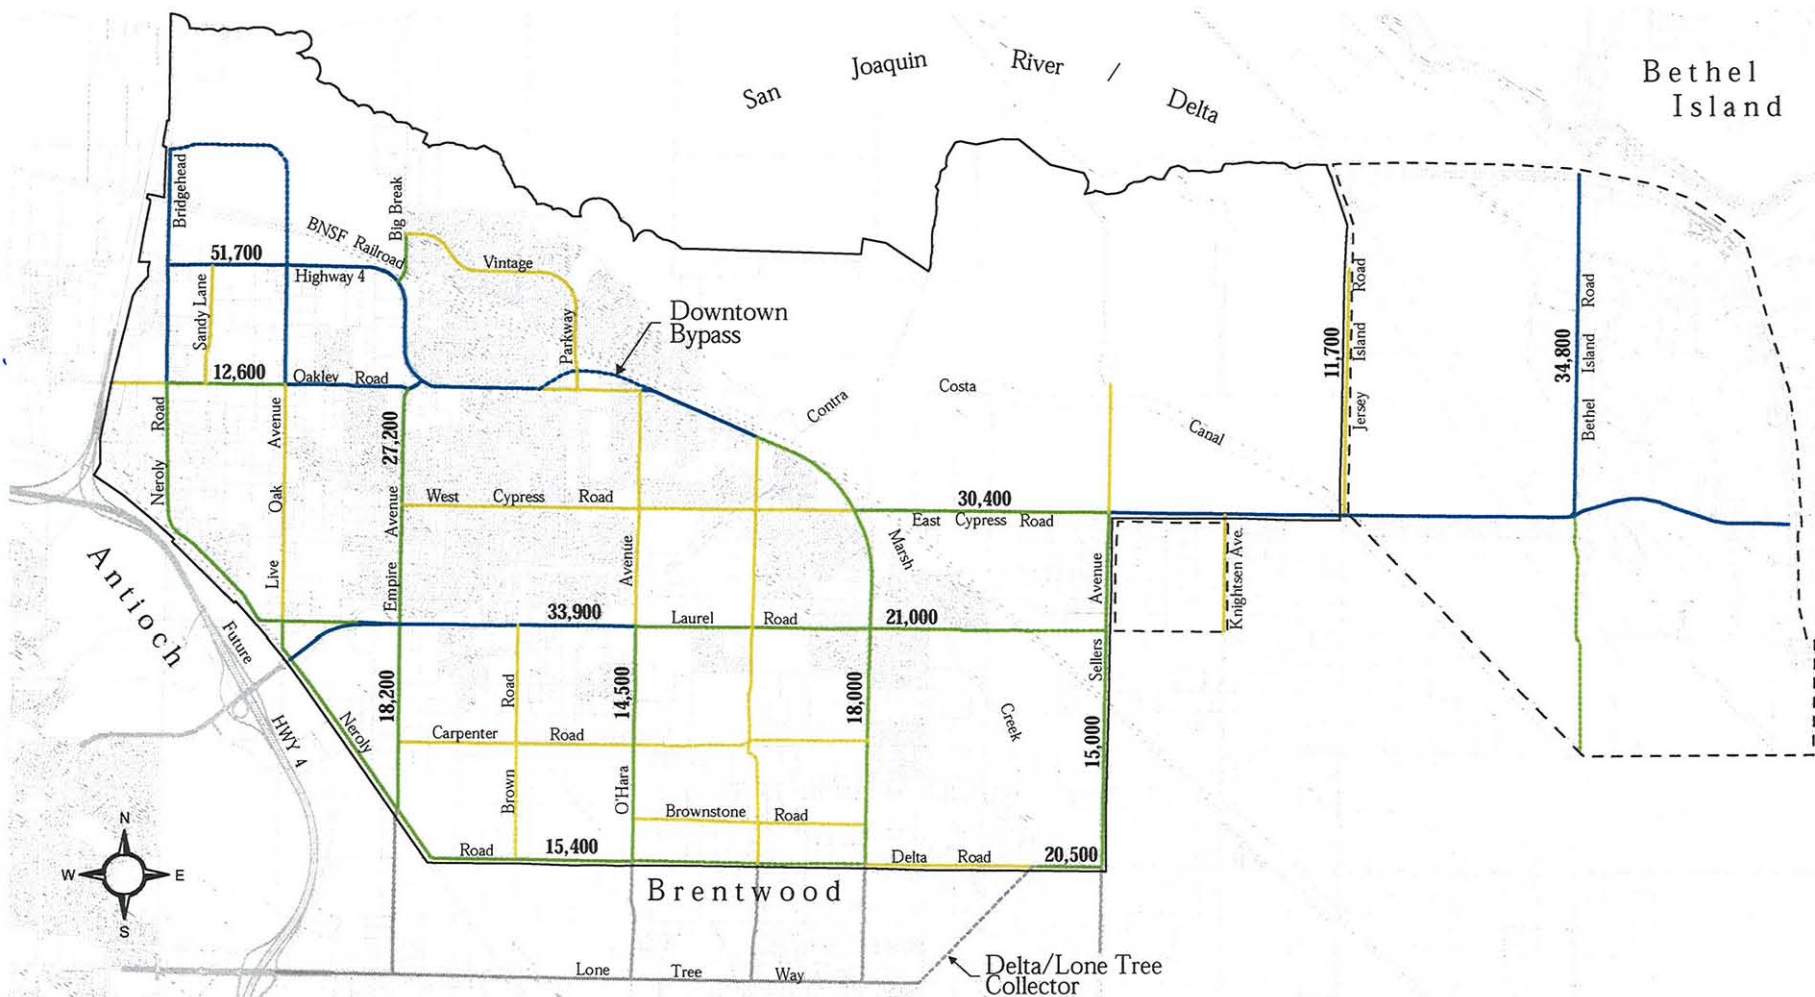 San Joaquin River / Delta
Bethel
Island
Bridgehead
Big Break
BNSF Railroad
51,700
Highway 4
Vintage
Parkway
Sandy Lane
Downtown
Bypass
12,600
Oakley Road
Contra Costa Canal
11,700
Jersey Island Road
34,800
Bethel Island Road
Neroly Road
Live Oak Avenue
27,200
Empire Avenue
West Cypress Road
30,400
East Cypress Road
Marsh Creek
Knightsen Ave.
Antioch
Future HWY 4
33,900
Laurel Road
21,000
Sellers Avenue
18,200
14,500
18,000
15,000
Neroly Road
Carpenter Road
Brown Road
O'Hara Avenue
Brownstone Road
15,400
Delta Road
20,500
N
W
E
S
Brentwood
Lone Tree Way
Delta/Lone Tree
Collector